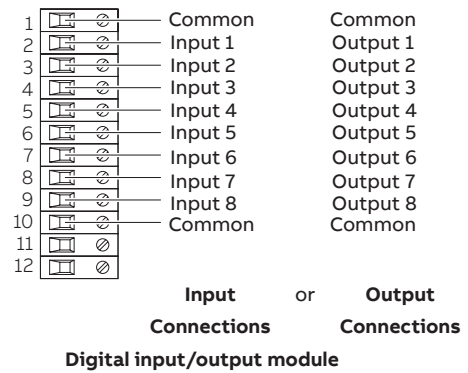 1 Common Common
2 Input 1 Output 1
3 Input 2 Output 2
4 Input 3 Output 3
5 Input 4 Output 4
6 Input 5 Output 5
7 Input 6 Output 6
8 Input 7 Output 7
9 Input 8 Output 8
10 Common Common
11
12
Input or Output
Connections Connections
Digital input/output module